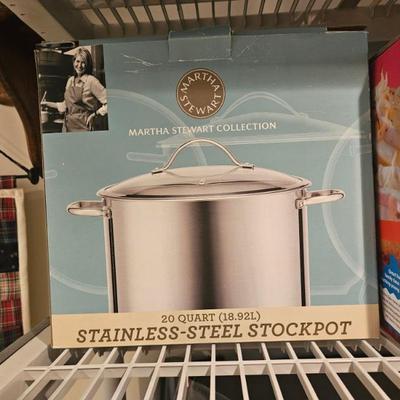 MARTHA
STEWART
MARTHA STEWART COLLECTION
20 QUART (18.92L)
STAINLESS-STEEL STOCKPOT